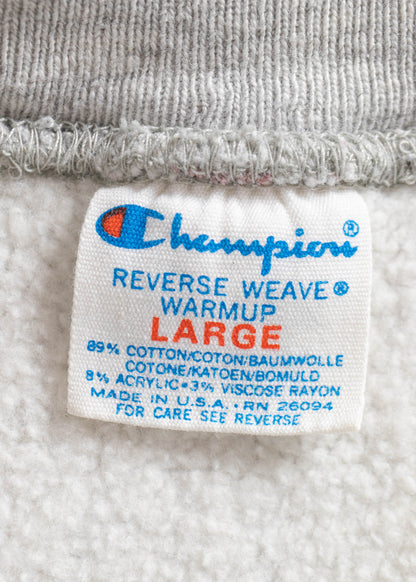 Champion®
REVERSE WEAVE®
WARMUP
LARGE
89% COTTON/COTON/BAUMWOLLE
COTONE/KATOEN/BOMULD
8% ACRYLIC • 3% VISCOSE RAYON
MADE IN U.S.A. • RN 26094
FOR CARE SEE REVERSE